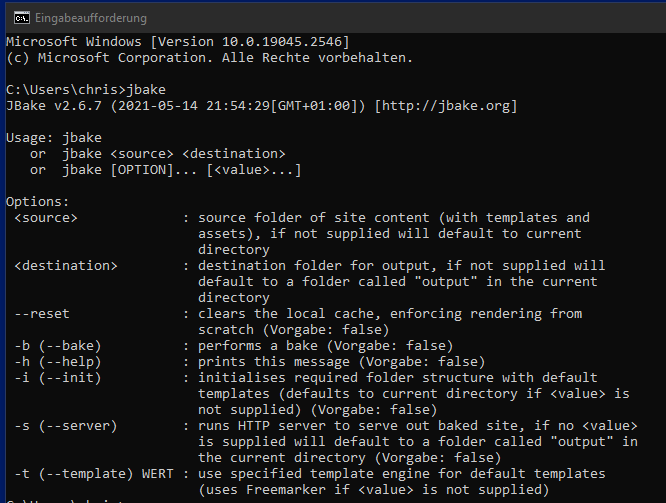 Eingabeaufforderung
Microsoft Windows [Version 10.0.19045.2546]
(c) Microsoft Corporation. Alle Rechte vorbehalten.
C:\Users\chris>jbake
JBake v2.6.7 (2021-05-14 21:54:29[GMT+01:00]) [http://jbake.org]
Usage: jbake
   or  jbake <source> <destination>
   or  jbake [OPTION]... [<value>...]
Options:
 <source>             : source folder of site content (with templates and
                        assets), if not supplied will default to current
                        directory
 <destination>        : destination folder for output, if not supplied will
                        default to a folder called "output" in the current
                        directory
 --reset              : clears the local cache, enforcing rendering from
                        scratch (Vorgabe: false)
 -b (--bake)          : performs a bake (Vorgabe: false)
 -h (--help)          : prints this message (Vorgabe: false)
 -i (--init)          : initialises required folder structure with default
                        templates (defaults to current directory if <value> is
                        not supplied) (Vorgabe: false)
 -s (--server)        : runs HTTP server to serve out baked site, if no <value>
                        is supplied will default to a folder called "output" in
                        the current directory (Vorgabe: false)
 -t (--template) WERT : use specified template engine for default templates
                        (uses Freemarker if <value> is not supplied)